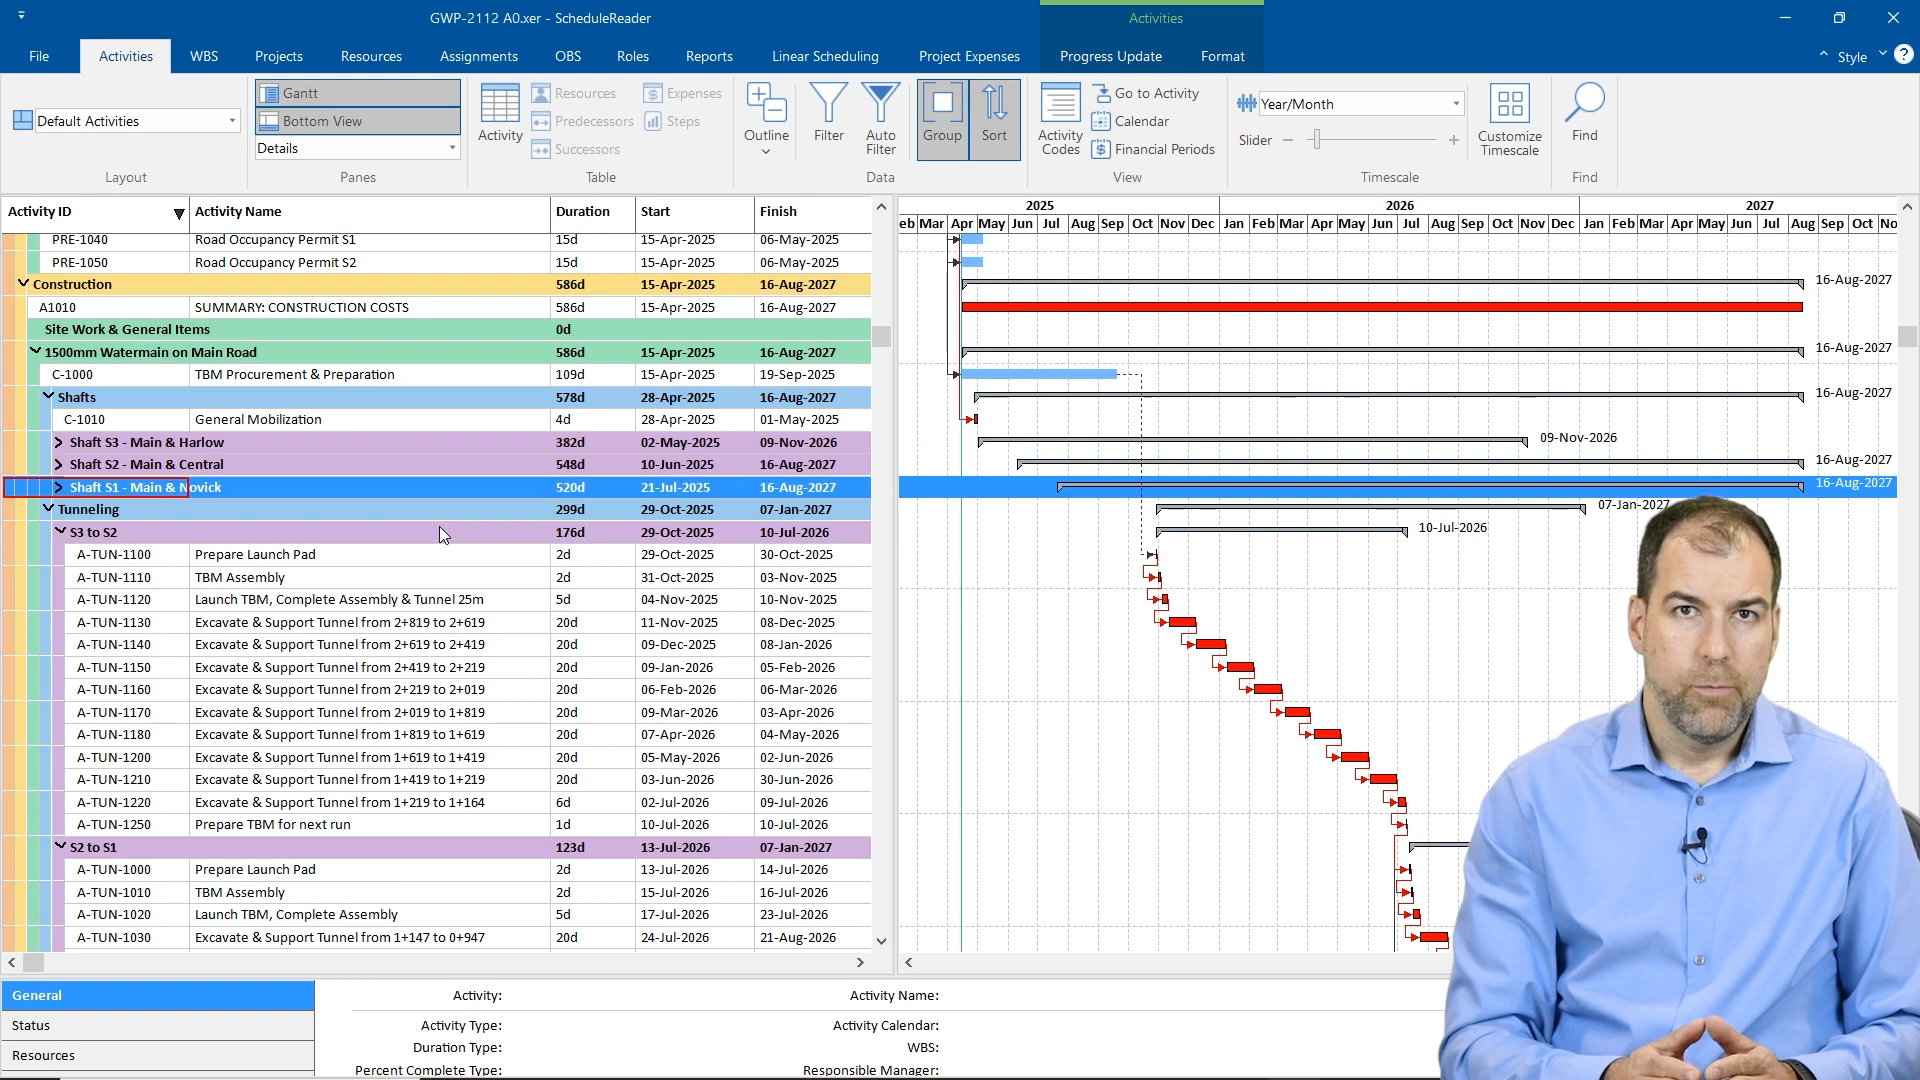 GWP-2112 A0.xer - ScheduleReader
Activities
File Activities WBS Projects Resources Assignments OBS Roles Reports Linear Scheduling Project Expenses Progress Update Format Style ?
Default Activities
Layout
Gantt
Bottom View
Details
Panes
Activity
Resources
Predecessors
Successors
Expenses
Steps
Table
Outline
Filter
Auto
Filter
Group
Sort
Data
Activity
Codes
Go to Activity
Calendar
Financial Periods
View
Year/Month
Slider
Customize
Timescale
Timescale
Find
Find
Activity ID Activity Name Duration Start Finish
2025 2026 2027
eb Mar Apr May Jun Jul Aug Sep Oct Nov Dec Jan Feb Mar Apr May Jun Jul Aug Sep Oct Nov Dec Jan Feb Mar Apr May Jun Jul Aug Sep Oct No
PRE-1040 Road Occupancy Permit S1 15d 15-Apr-2025 06-May-2025
PRE-1050 Road Occupancy Permit S2 15d 15-Apr-2025 06-May-2025
Construction 586d 15-Apr-2025 16-Aug-2027 16-Aug-2027
A1010 SUMMARY: CONSTRUCTION COSTS 586d 15-Apr-2025 16-Aug-2027
Site Work & General Items 0d
1500mm Watermain on Main Road 586d 15-Apr-2025 16-Aug-2027 16-Aug-2027
C-1000 TBM Procurement & Preparation 109d 15-Apr-2025 19-Sep-2025
Shafts 578d 28-Apr-2025 16-Aug-2027 16-Aug-2027
C-1010 General Mobilization 4d 28-Apr-2025 01-May-2025
Shaft S3 - Main & Harlow 382d 02-May-2025 09-Nov-2026 09-Nov-2026
Shaft S2 - Main & Central 548d 10-Jun-2025 16-Aug-2027 16-Aug-2027
Shaft S1 - Main & Novick 520d 21-Jul-2025 16-Aug-2027 16-Aug-2027
Tunneling 299d 29-Oct-2025 07-Jan-2027 07-Jan-2027
S3 to S2 176d 29-Oct-2025 10-Jul-2026 10-Jul-2026
A-TUN-1100 Prepare Launch Pad 2d 29-Oct-2025 30-Oct-2025
A-TUN-1110 TBM Assembly 2d 31-Oct-2025 03-Nov-2025
A-TUN-1120 Launch TBM, Complete Assembly & Tunnel 25m 5d 04-Nov-2025 10-Nov-2025
A-TUN-1130 Excavate & Support Tunnel from 2+819 to 2+619 20d 11-Nov-2025 08-Dec-2025
A-TUN-1140 Excavate & Support Tunnel from 2+619 to 2+419 20d 09-Dec-2025 08-Jan-2026
A-TUN-1150 Excavate & Support Tunnel from 2+419 to 2+219 20d 09-Jan-2026 05-Feb-2026
A-TUN-1160 Excavate & Support Tunnel from 2+219 to 2+019 20d 06-Feb-2026 06-Mar-2026
A-TUN-1170 Excavate & Support Tunnel from 2+019 to 1+819 20d 09-Mar-2026 03-Apr-2026
A-TUN-1180 Excavate & Support Tunnel from 1+819 to 1+619 20d 07-Apr-2026 04-May-2026
A-TUN-1200 Excavate & Support Tunnel from 1+619 to 1+419 20d 05-May-2026 02-Jun-2026
A-TUN-1210 Excavate & Support Tunnel from 1+419 to 1+219 20d 03-Jun-2026 30-Jun-2026
A-TUN-1220 Excavate & Support Tunnel from 1+219 to 1+164 6d 02-Jul-2026 09-Jul-2026
A-TUN-1250 Prepare TBM for next run 1d 10-Jul-2026 10-Jul-2026
S2 to S1 123d 13-Jul-2026 07-Jan-2027
A-TUN-1000 Prepare Launch Pad 2d 13-Jul-2026 14-Jul-2026
A-TUN-1010 TBM Assembly 2d 15-Jul-2026 16-Jul-2026
A-TUN-1020 Launch TBM, Complete Assembly 5d 17-Jul-2026 23-Jul-2026
A-TUN-1030 Excavate & Support Tunnel from 1+147 to 0+947 20d 24-Jul-2026 21-Aug-2026
General
Status
Resources
Activity: Activity Name:
Activity Type: Activity Calendar:
Duration Type: WBS:
Percent Complete Type: Responsible Manager: